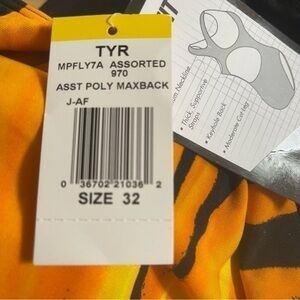 TYR
MPFLY7A ASSORTED
970
ASST POLY MAXBACK
J-AF
0 36702 21036 2
SIZE 32
Neckline
• Thick, Supportive
Straps
• Keyhole Back
• Moderate Cut Leg